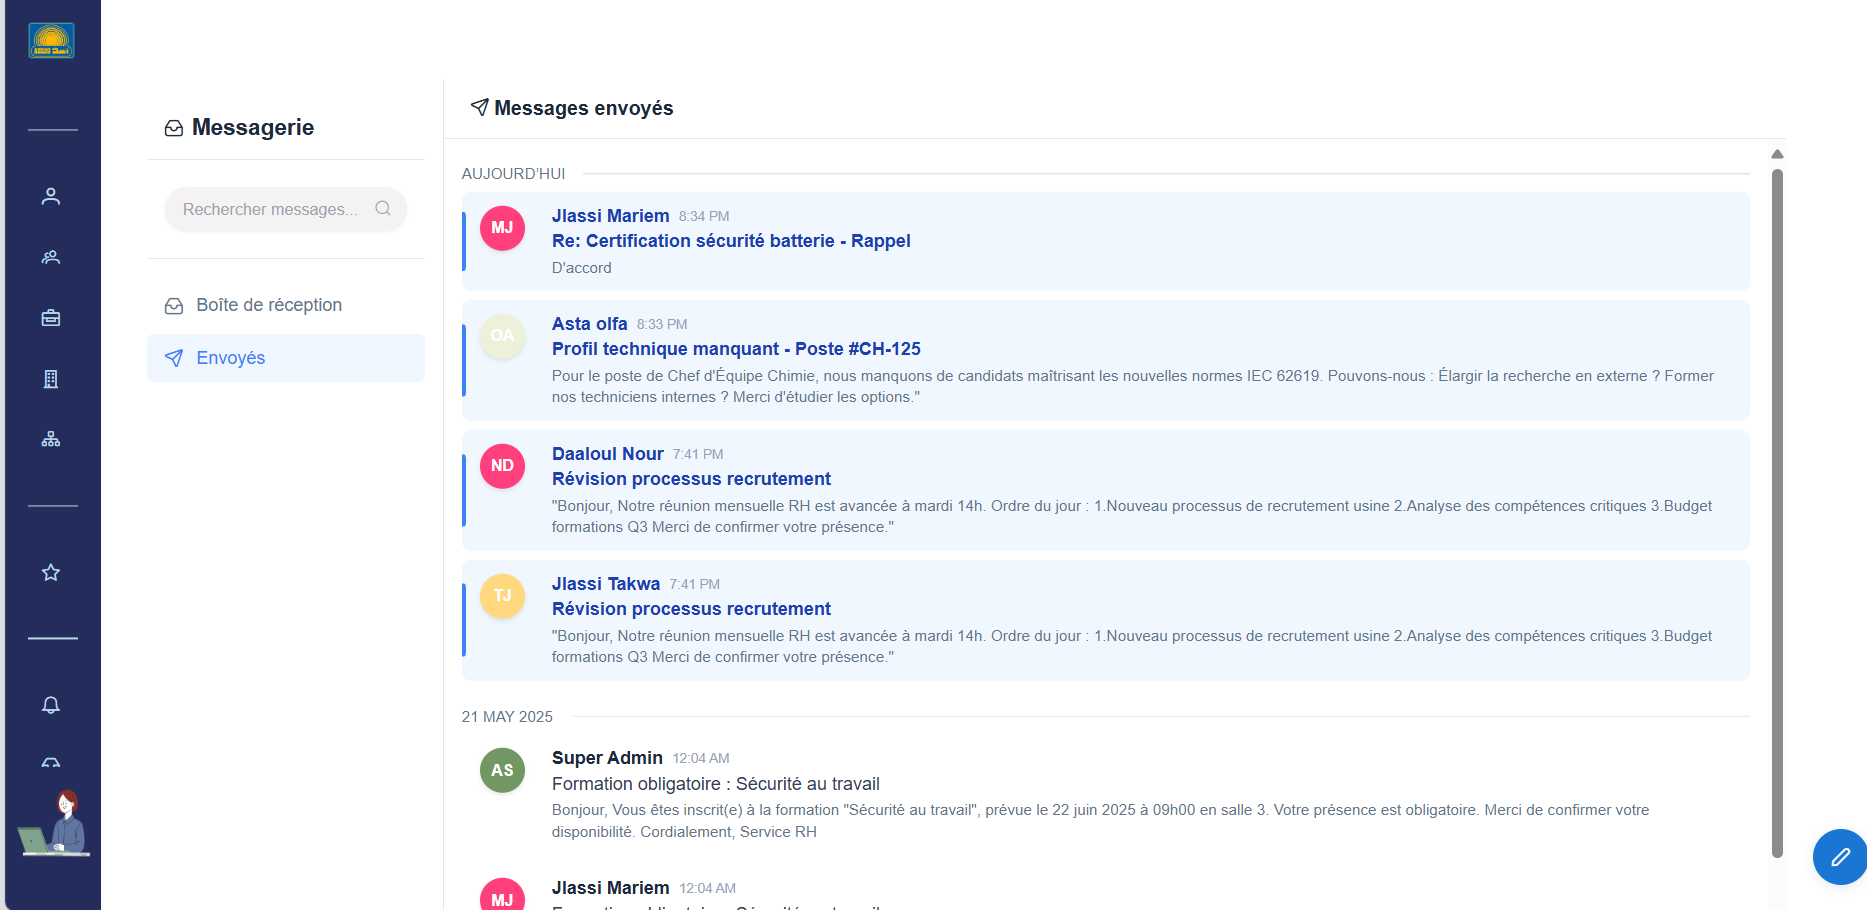 Messagerie
Rechercher messages...
Boîte de réception
Envoyés
Messages envoyés
AUJOURD'HUI
MJ
Jlassi Mariem 8:34 PM
Re: Certification sécurité batterie - Rappel
D'accord
OA
Asta olfa 8:33 PM
Profil technique manquant - Poste #CH-125
Pour le poste de Chef d'Équipe Chimie, nous manquons de candidats maîtrisant les nouvelles normes IEC 62619. Pouvons-nous : Élargir la recherche en externe ? Former
nos techniciens internes ? Merci d'étudier les options."
ND
Daaloul Nour 7:41 PM
Révision processus recrutement
"Bonjour, Notre réunion mensuelle RH est avancée à mardi 14h. Ordre du jour : 1.Nouveau processus de recrutement usine 2.Analyse des compétences critiques 3.Budget
formations Q3 Merci de confirmer votre présence."
TJ
Jlassi Takwa 7:41 PM
Révision processus recrutement
"Bonjour, Notre réunion mensuelle RH est avancée à mardi 14h. Ordre du jour : 1.Nouveau processus de recrutement usine 2.Analyse des compétences critiques 3.Budget
formations Q3 Merci de confirmer votre présence."
21 MAY 2025
AS
Super Admin 12:04 AM
Formation obligatoire : Sécurité au travail
Bonjour, Vous êtes inscrit(e) à la formation "Sécurité au travail", prévue le 22 juin 2025 à 09h00 en salle 3. Votre présence est obligatoire. Merci de confirmer votre
disponibilité. Cordialement, Service RH
MJ
Jlassi Mariem 12:04 AM